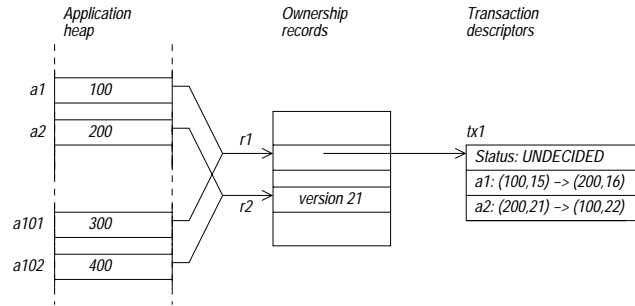 Application
heap
Ownership
records
Transaction
descriptors
a1
100
a2
200
a101
300
a102
400
r1
r2
version 21
tx1
Status: UNDECIDED
a1: (100,15) –> (200,16)
a2: (200,21) –> (100,22)